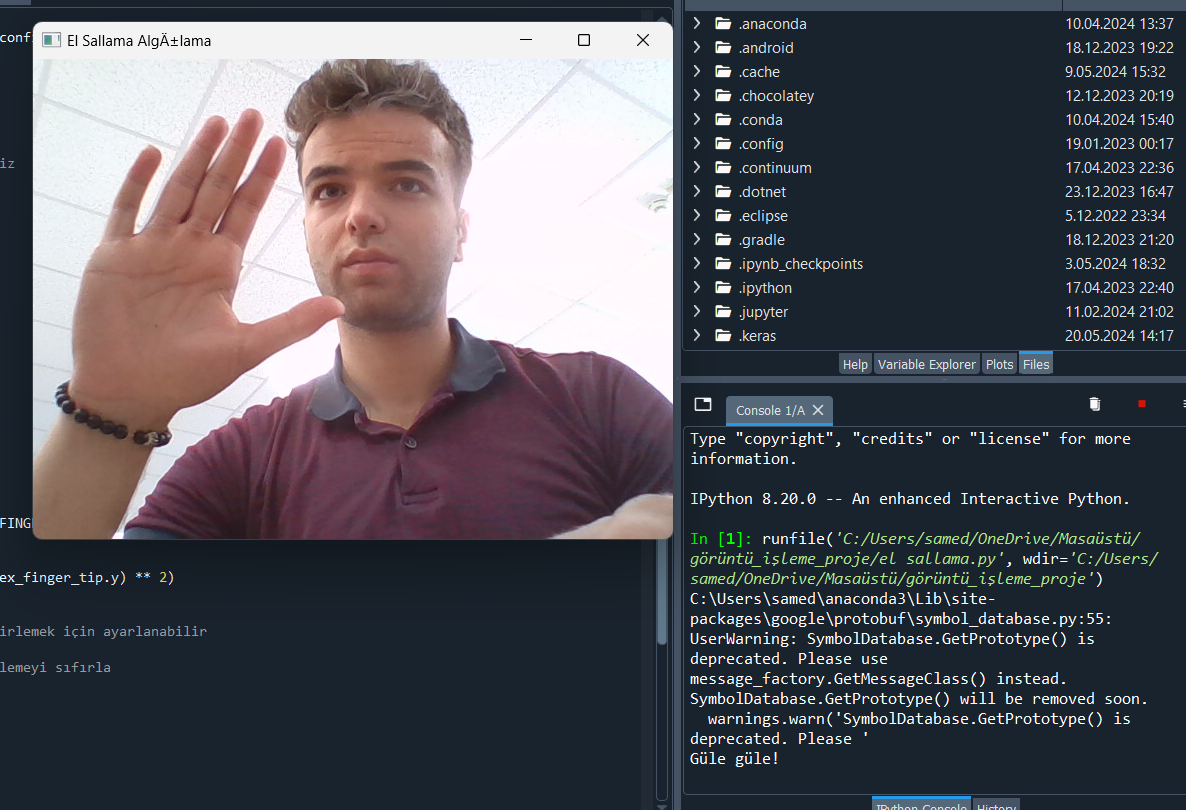 conf
El Sallama AlgÄ±lama
iz
FING
ex_finger_tip.y) ** 2)
irlemek için ayarlanabilir
lemeyi sıfırla
.anaconda 10.04.2024 13:37
.android 18.12.2023 19:22
.cache 9.05.2024 15:32
.chocolatey 12.12.2023 20:19
.conda 10.04.2024 15:40
.config 19.01.2023 00:17
.continuum 17.04.2023 22:36
.dotnet 23.12.2023 16:47
.eclipse 5.12.2022 23:34
.gradle 18.12.2023 21:20
.ipynb_checkpoints 3.05.2024 18:32
.ipython 17.04.2023 22:40
.jupyter 11.02.2024 21:02
.keras 20.05.2024 14:17
Help Variable Explorer Plots Files
Console 1/A
Type "copyright", "credits" or "license" for more
information.
IPython 8.20.0 -- An enhanced Interactive Python.
In [1]: runfile('C:/Users/samed/OneDrive/Masaüstü/
görüntü_işleme_proje/el sallama.py', wdir='C:/Users/
samed/OneDrive/Masaüstü/görüntü_işleme_proje')
C:\Users\samed\anaconda3\Lib\site-
packages\google\protobuf\symbol_database.py:55:
UserWarning: SymbolDatabase.GetPrototype() is
deprecated. Please use
message_factory.GetMessageClass() instead.
SymbolDatabase.GetPrototype() will be removed soon.
warnings.warn('SymbolDatabase.GetPrototype() is
deprecated. Please '
Güle güle!
IPython Console History